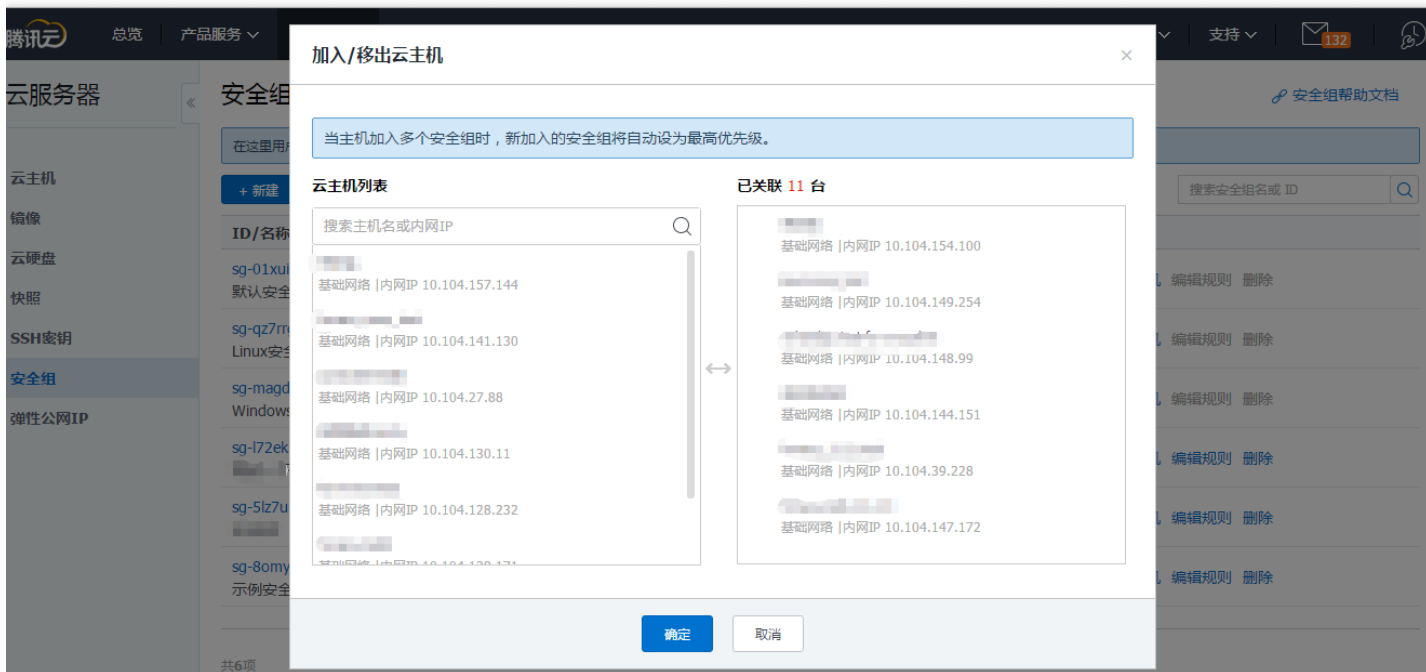 腾讯云
总览
产品服务
支持
132
云服务器
云主机
镜像
云硬盘
快照
SSH密钥
安全组
弹性公网IP
安全组
安全组帮助文档
在这里用
+ 新建
搜索安全组名或 ID
ID/名称
sg-01xui
默认安全
编辑规则 删除
sg-qz7rr
Linux安全
编辑规则 删除
sg-magd
Windows
编辑规则 删除
sg-l72ek
编辑规则 删除
sg-5lz7u
编辑规则 删除
sg-8omy
示例安全
编辑规则 删除
共6项
加入/移出云主机
×
当主机加入多个安全组时，新加入的安全组将自动设为最高优先级。
云主机列表
搜索主机名或内网IP
基础网络 |内网IP 10.104.157.144
基础网络 |内网IP 10.104.141.130
基础网络 |内网IP 10.104.27.88
基础网络 |内网IP 10.104.130.11
基础网络 |内网IP 10.104.128.232
已关联 11 台
基础网络 |内网IP 10.104.154.100
基础网络 |内网IP 10.104.149.254
基础网络 |内网IP 10.104.148.99
基础网络 |内网IP 10.104.144.151
基础网络 |内网IP 10.104.39.228
基础网络 |内网IP 10.104.147.172
确定
取消